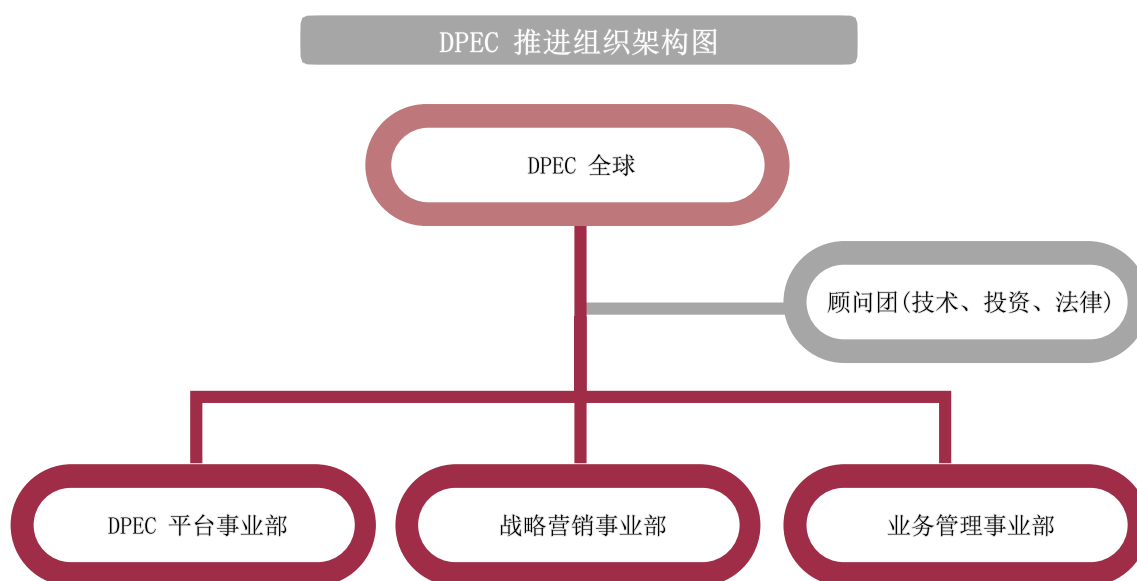 DPEC 推进组织架构图
DPEC 全球
顾问团(技术、投资、法律)
DPEC 平台事业部
战略营销事业部
业务管理事业部